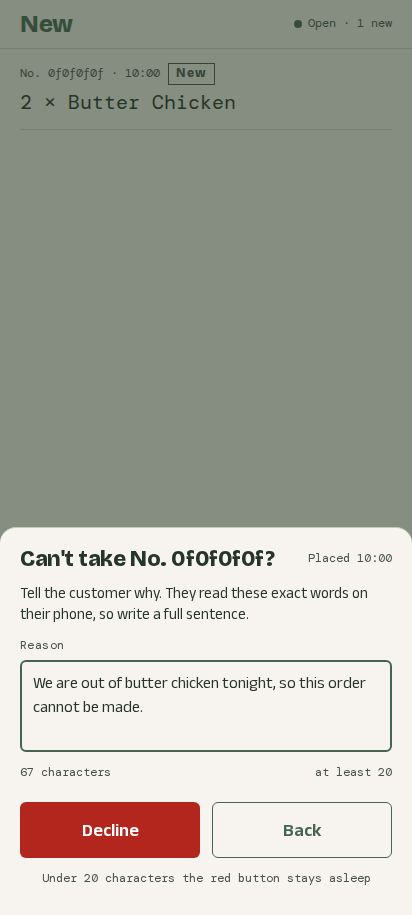 New
Open · 1 new
No. 0f0f0f0f · 10:00 New
2 × Butter Chicken
Can't take No. 0f0f0f0f?
Placed 10:00
Tell the customer why. They read these exact words on
their phone, so write a full sentence.
Reason
We are out of butter chicken tonight, so this order
cannot be made.
67 characters
at least 20
Decline
Back
Under 20 characters the red button stays asleep